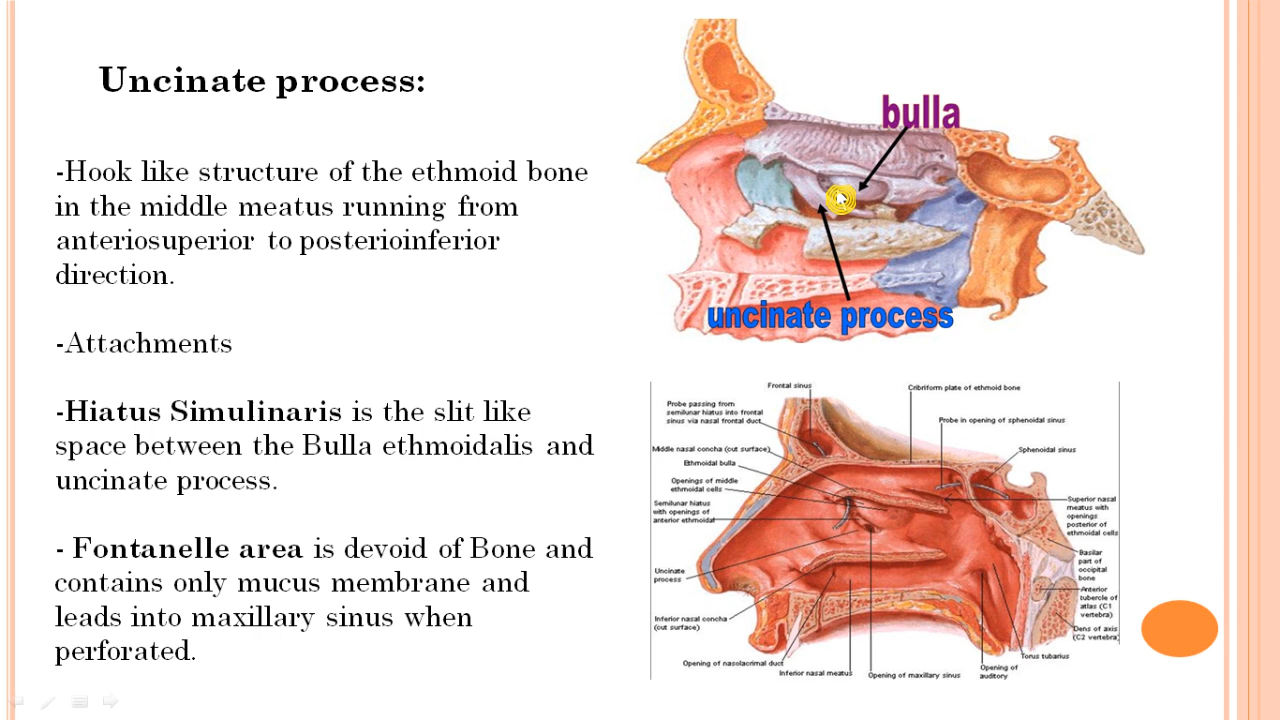 Uncinate process:
-Hook like structure of the ethmoid bone
in the middle meatus running from
anteriosuperior to posterioinferior
direction.
-Attachments
-Hiatus Simulinaris is the slit like
space between the Bulla ethmoidalis and
uncinate process.
- Fontanelle area is devoid of Bone and
contains only mucus membrane and
leads into maxillary sinus when
perforated.
bulla
uncinate process
Frontal sinus
Cribriform plate of ethmoid bone
Probe passing from
semilunar hiatus into frontal
sinus via nasal frontal duct
Probe in opening of sphenoidal sinus
Middle nasal concha (cut surface)
Sphenoidal sinus
Ethmoidal bulla
Openings of middle
ethmoidal cells
Semilunar hiatus
with openings of
anterior ethmoidal
Superior nasal
meatus with
openings
posterior of
ethmoidal cells
Basilar
part of
occipital
bone
Uncinate
process
Anterior
tubercle of
atlas (C1
vertebra)
Inferior nasal concha
(cut surface)
Dens of axis
(C2 vertebra)
Torus tubarius
Opening of nasolacrimal duct
Inferior nasal meatus
Opening of maxillary sinus
Opening of
auditory